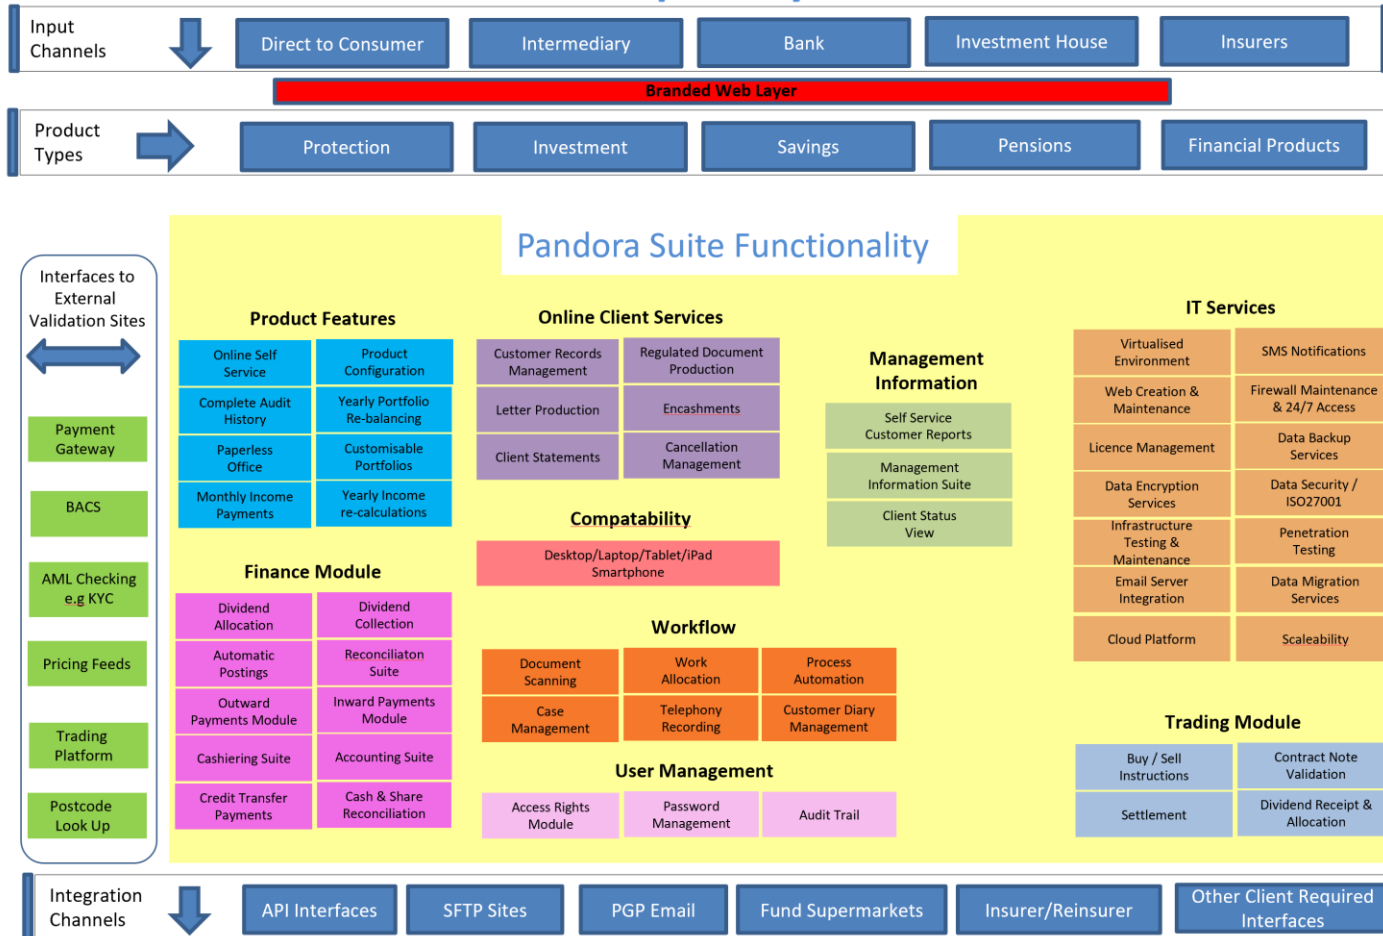 Input
Channels
Direct to Consumer
Intermediary
Bank
Investment House
Insurers
Branded Web Layer
Product
Types
Protection
Investment
Savings
Pensions
Financial Products
Pandora Suite Functionality
Interfaces to
External
Validation Sites
Payment
Gateway
BACS
AML Checking
e.g KYC
Pricing Feeds
Trading
Platform
Postcode
Look Up
Product Features
Online Self
Service
Product
Configuration
Complete Audit
History
Yearly Portfolio
Re-balancing
Paperless
Office
Customisable
Portfolios
Monthly Income
Payments
Yearly Income
re-calculations
Finance Module
Dividend
Allocation
Dividend
Collection
Automatic
Postings
Reconciliaton
Suite
Outward
Payments Module
Inward Payments
Module
Cashiering Suite
Accounting Suite
Credit Transfer
Payments
Cash & Share
Reconciliation
Online Client Services
Customer Records
Management
Regulated Document
Production
Letter Production
Encashments
Client Statements
Cancellation
Management
Compatability
Desktop/Laptop/Tablet/iPad
Smartphone
Workflow
Document
Scanning
Work
Allocation
Process
Automation
Case
Management
Telephony
Recording
Customer Diary
Management
User Management
Access Rights
Module
Password
Management
Audit Trail
Management
Information
Self Service
Customer Reports
Management
Information Suite
Client Status
View
IT Services
Virtualised
Environment
SMS Notifications
Web Creation &
Maintenance
Firewall Maintenance
& 24/7 Access
Licence Management
Data Backup
Services
Data Encryption
Services
Data Security /
ISO27001
Infrastructure
Testing &
Maintenance
Penetration
Testing
Email Server
Integration
Data Migration
Services
Cloud Platform
Scaleability
Trading Module
Buy / Sell
Instructions
Contract Note
Validation
Settlement
Dividend Receipt &
Allocation
Integration
Channels
API Interfaces
SFTP Sites
PGP Email
Fund Supermarkets
Insurer/Reinsurer
Other Client Required
Interfaces